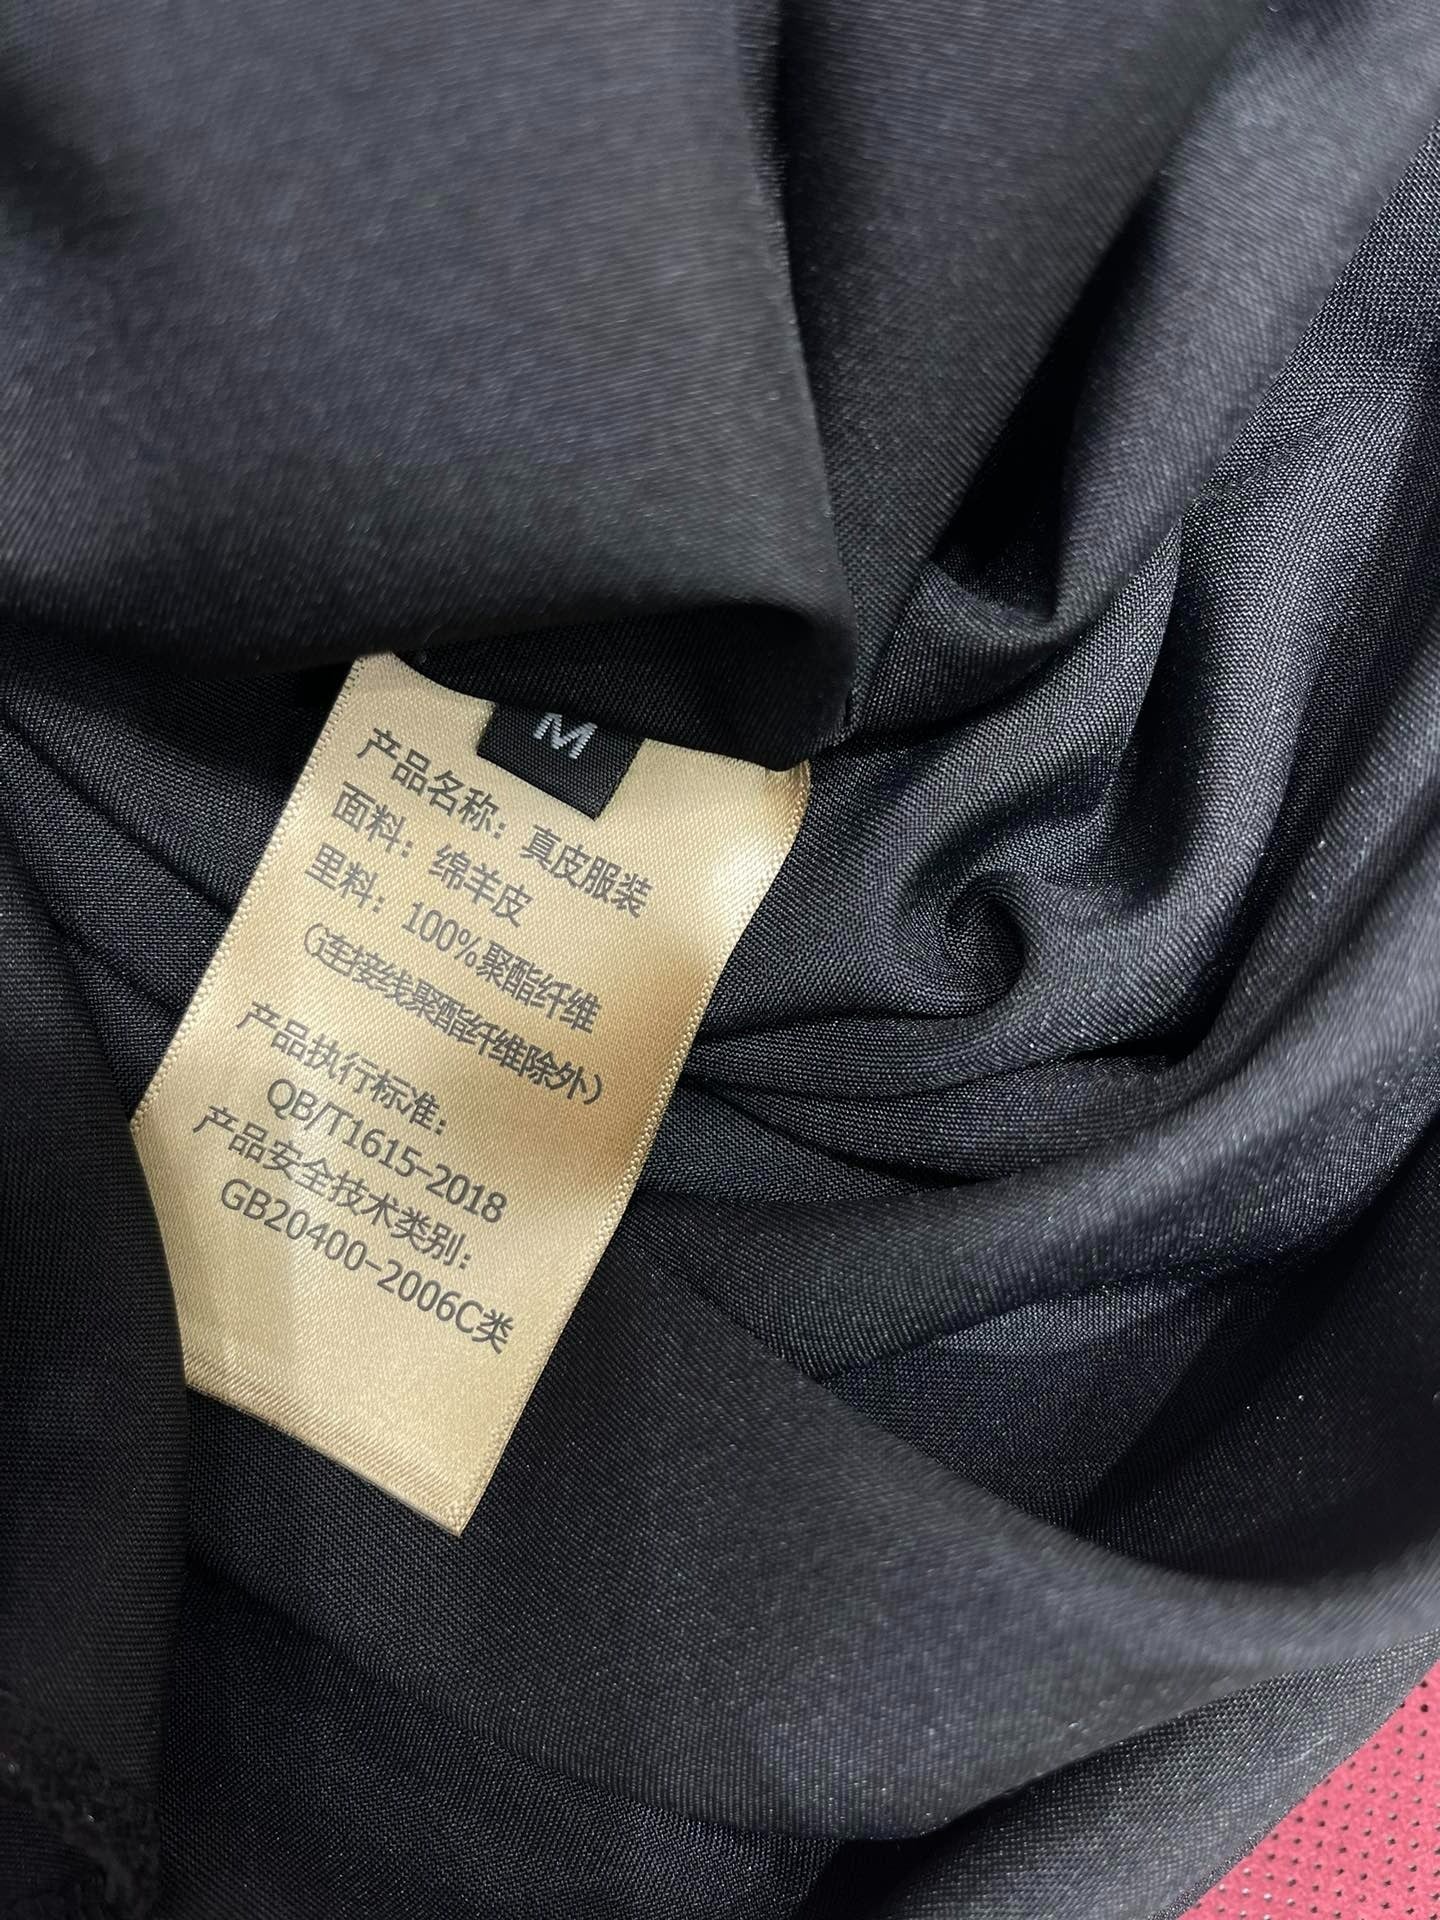 M
产品名称：真皮服装
面料：绵羊皮
里料：100%聚酯纤维
（连接线聚酯纤维除外）
产品执行标准：
QB/T1615-2018
产品安全技术类别：
GB20400-2006C类